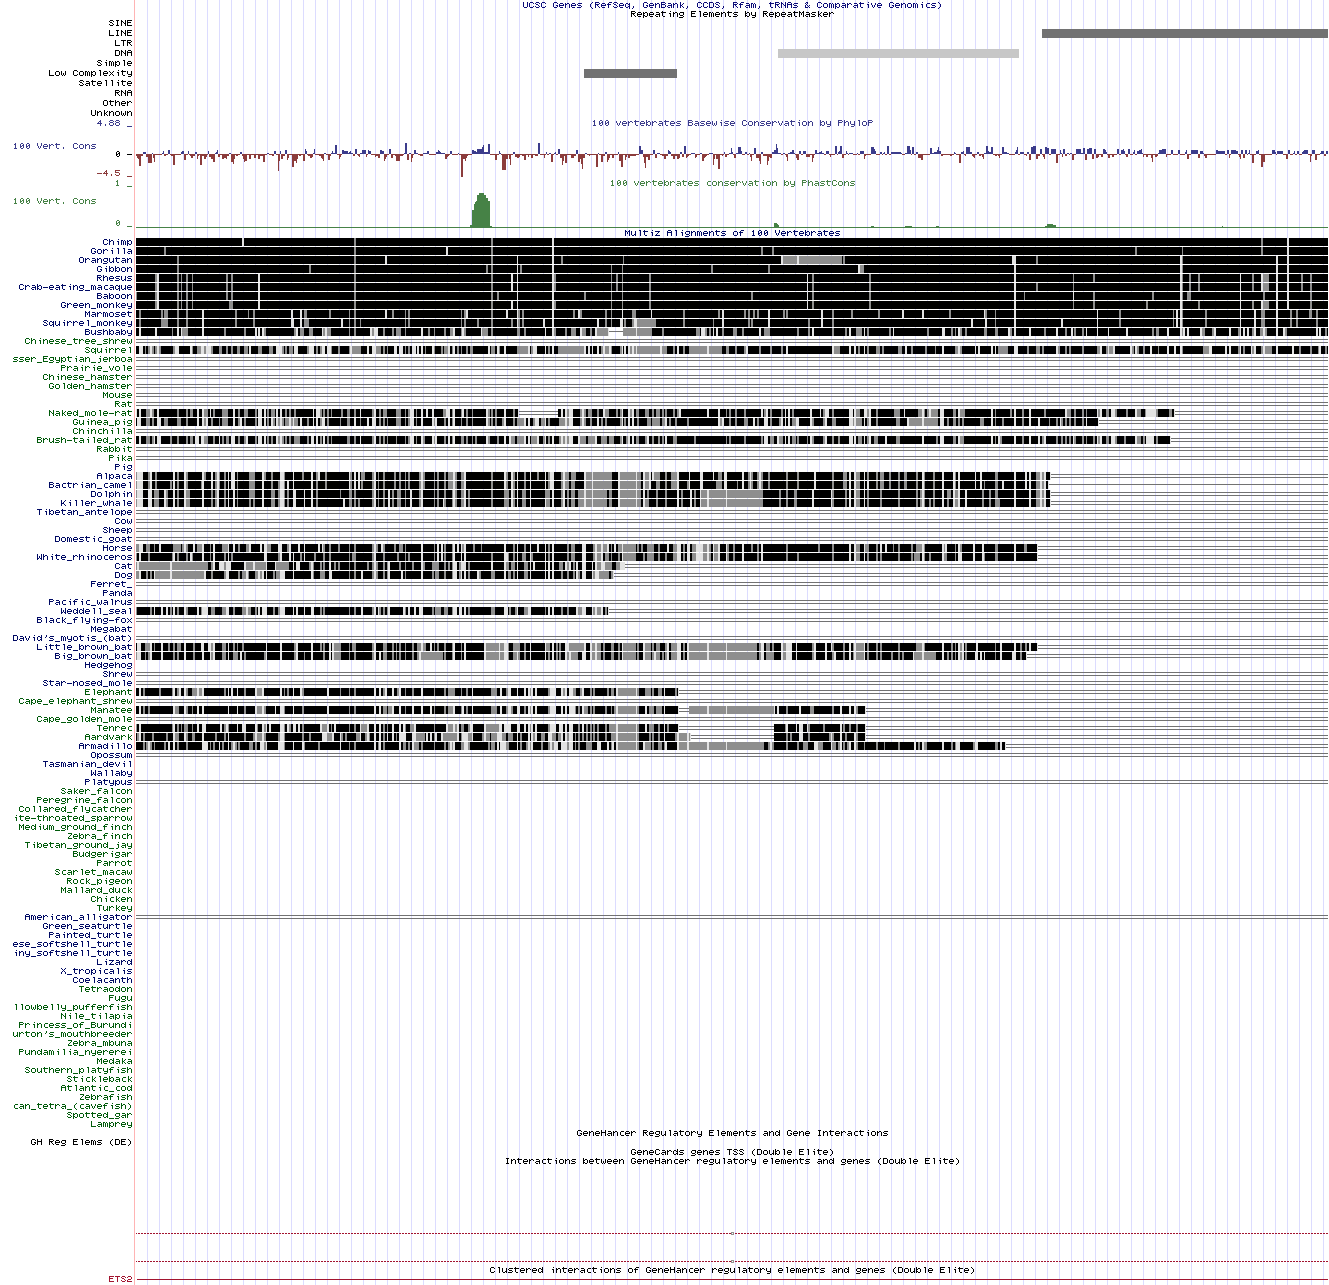 UCSC Genes (RefSeq, GenBank, CCDS, Rfam, tRNAs & Comparative Genomics)
Repeating Elements by RepeatMasker
SINE
LINE
LTR
DNA
Simple
Low Complexity
Satellite
RNA
Other
Unknown
4.88 _
100 vertebrates Basewise Conservation by PhyloP
100 Vert. Cons
0 _
-4.5 _
1 _
100 vertebrates conservation by PhastCons
100 Vert. Cons
0 _
Multiz Alignments of 100 Vertebrates
Chimp
Gorilla
Orangutan
Gibbon
Rhesus
Crab-eating_macaque
Baboon
Green_monkey
Marmoset
Squirrel_monkey
Bushbaby
Chinese_tree_shrew
Squirrel
sser_Egyptian_jerboa
Prairie_vole
Chinese_hamster
Golden_hamster
Mouse
Rat
Naked_mole-rat
Guinea_pig
Chinchilla
Brush-tailed_rat
Rabbit
Pika
Pig
Alpaca
Bactrian_camel
Dolphin
Killer_whale
Tibetan_antelope
Cow
Sheep
Domestic_goat
Horse
White_rhinoceros
Cat
Dog
Ferret_
Panda
Pacific_walrus
Weddell_seal
Black_flying-fox
Megabat
David's_myotis_(bat)
Little_brown_bat
Big_brown_bat
Hedgehog
Shrew
Star-nosed_mole
Elephant
Cape_elephant_shrew
Manatee
Cape_golden_mole
Tenrec
Aardvark
Armadillo
Opossum
Tasmanian_devil
Wallaby
Platypus
Saker_falcon
Peregrine_falcon
Collared_flycatcher
ite-throated_sparrow
Medium_ground_finch
Zebra_finch
Tibetan_ground_jay
Budgerigar
Parrot
Scarlet_macaw
Rock_pigeon
Mallard_duck
Chicken
Turkey
American_alligator
Green_seaturtle
Painted_turtle
ese_softshell_turtle
iny_softshell_turtle
Lizard
X_tropicalis
Coelacanth
Tetraodon
Fugu
llowbelly_pufferfish
Nile_tilapia
Princess_of_Burundi
urton's_mouthbreeder
Zebra_mbuna
Pundamilia_nyererei
Medaka
Southern_platyfish
Stickleback
Atlantic_cod
Zebrafish
can_tetra_(cavefish)
Spotted_gar
Lamprey
GeneHancer Regulatory Elements and Gene Interactions
GH Reg Elems (DE)
GeneCards genes TSS (Double Elite)
Interactions between GeneHancer regulatory elements and genes (Double Elite)
Clustered interactions of GeneHancer regulatory elements and genes (Double Elite)
ETS2